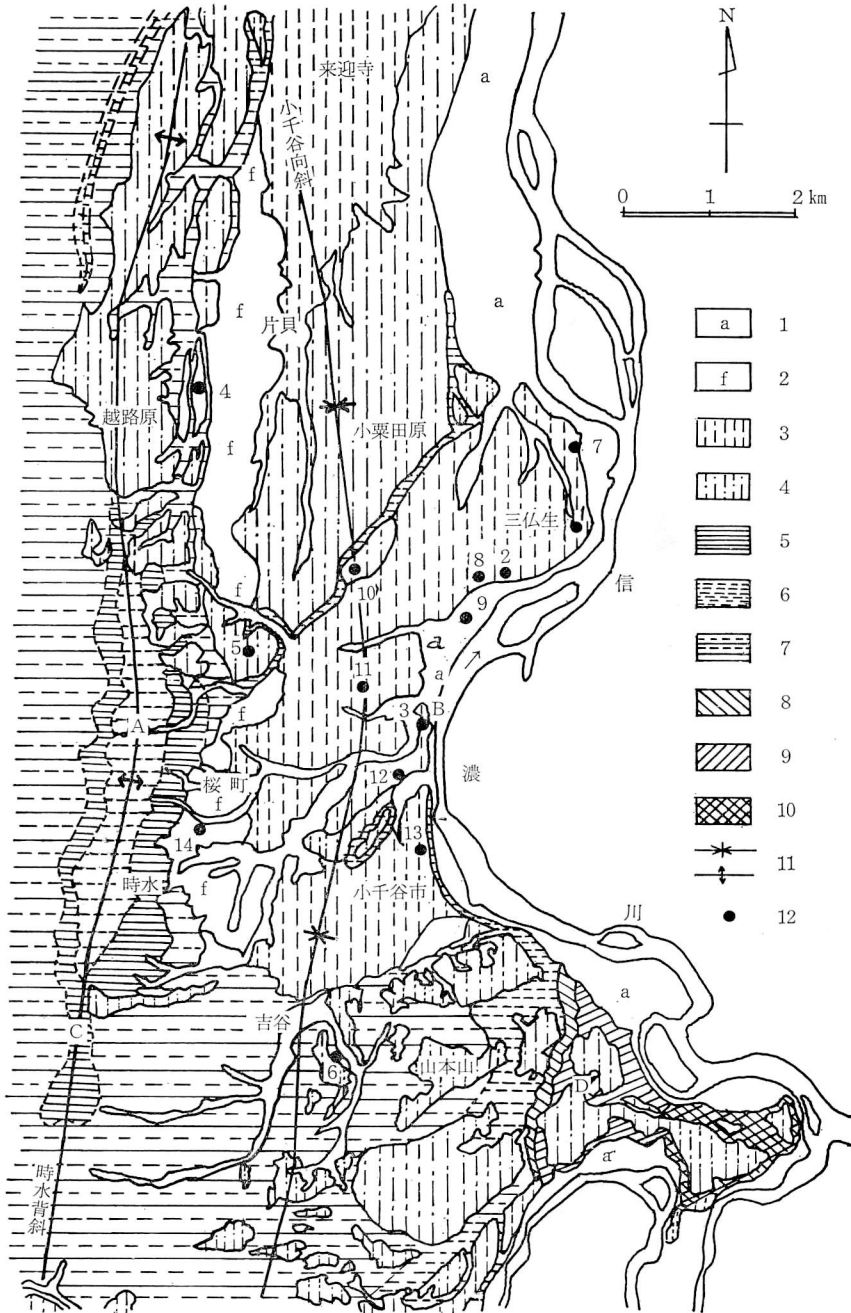 N
0 1 2 km
来迎寺
小千谷向斜
a
f
a
f
片貝
4
越路原
小粟田原
f
7
三仏生
8 2
9
信
10
f
5
a
11
a
f
3 B
A
桜町
濃
f
12
14
13
時水
f
小千谷市
川
C
吉谷
a
6
山本山
D
a
時水背斜
a 1
f 2
3
4
5
6
7
8
9
10
11
12